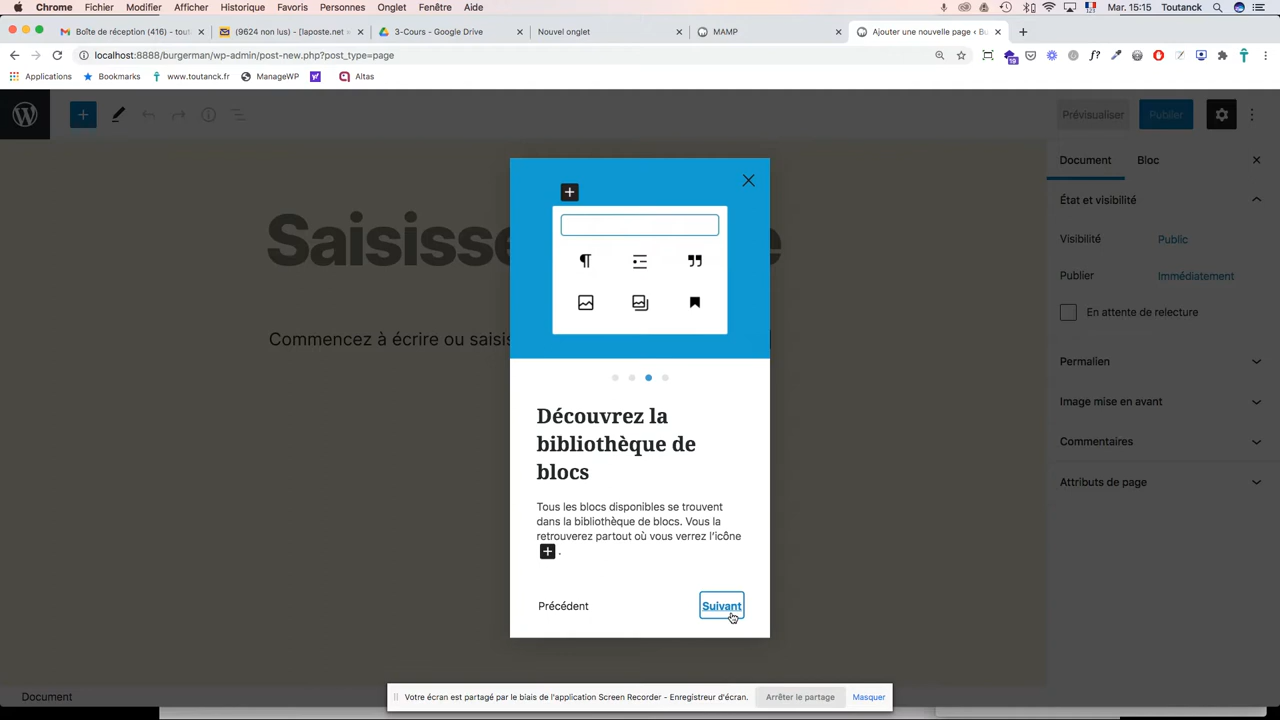 Chrome Fichier Modifier Afficher Historique Favoris Personnes Onglet Fenêtre Aide Mar. 15:15 Toutanck
Boîte de réception (416) - tout (9624 non lus) - [laposte.net 3-Cours - Google Drive Nouvel onglet MAMP Ajouter une nouvelle page ‹ B
localhost:8888/burgerman/wp-admin/post-new.php?post_type=page
Applications Bookmarks www.toutanck.fr ManageWP Altas
Prévisualiser Publier
Document Bloc
État et visibilité
Visibilité Public
Publier Immédiatement
En attente de relecture
Permalien
Image mise en avant
Commentaires
Attributs de page
Saisisse
Commencez à écrire ou saisis
Découvrez la
bibliothèque de
blocs
Tous les blocs disponibles se trouvent
dans la bibliothèque de blocs. Vous la
retrouverez partout où vous verrez l'icône
+ .
Précédent Suivant
Document
Votre écran est partagé par le biais de l'application Screen Recorder - Enregistreur d'écran. Arrêter le partage Masquer